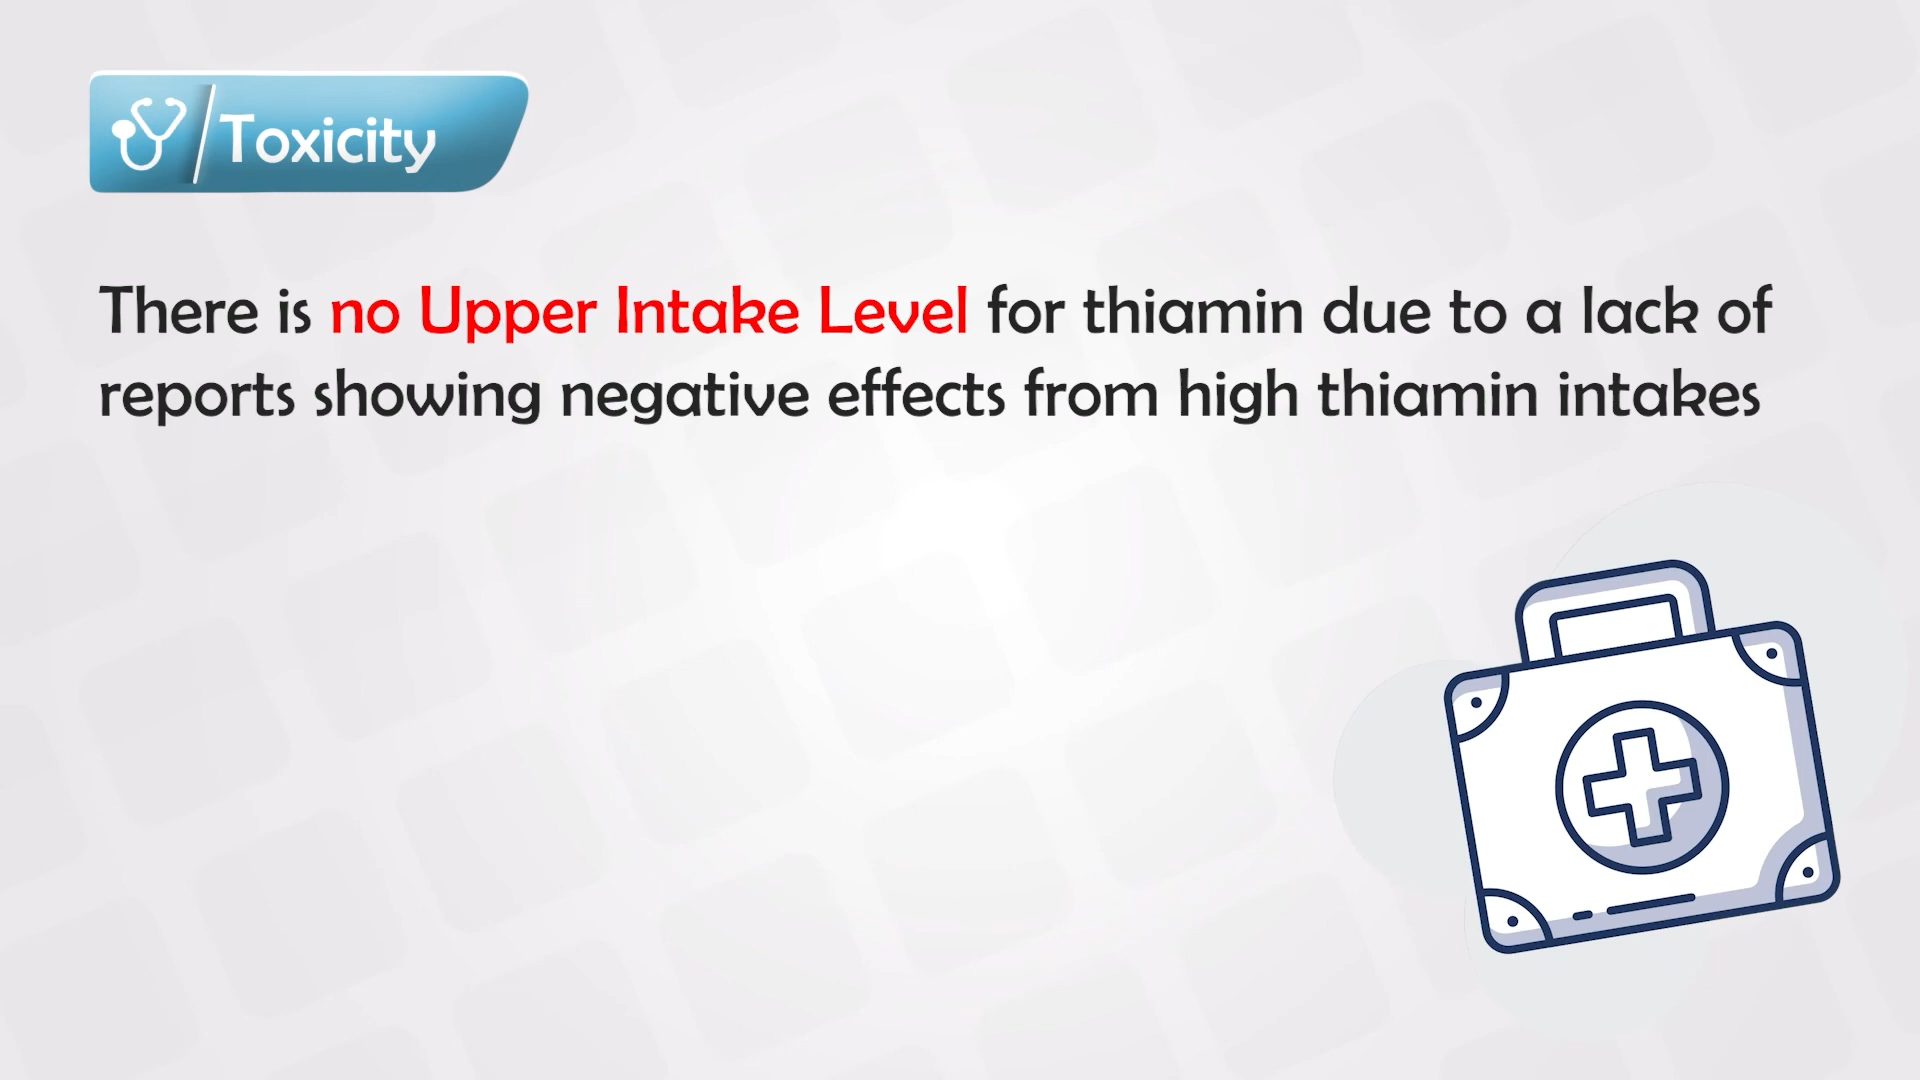 Toxicity
There is no Upper Intake Level for thiamin due to a lack of
reports showing negative effects from high thiamin intakes